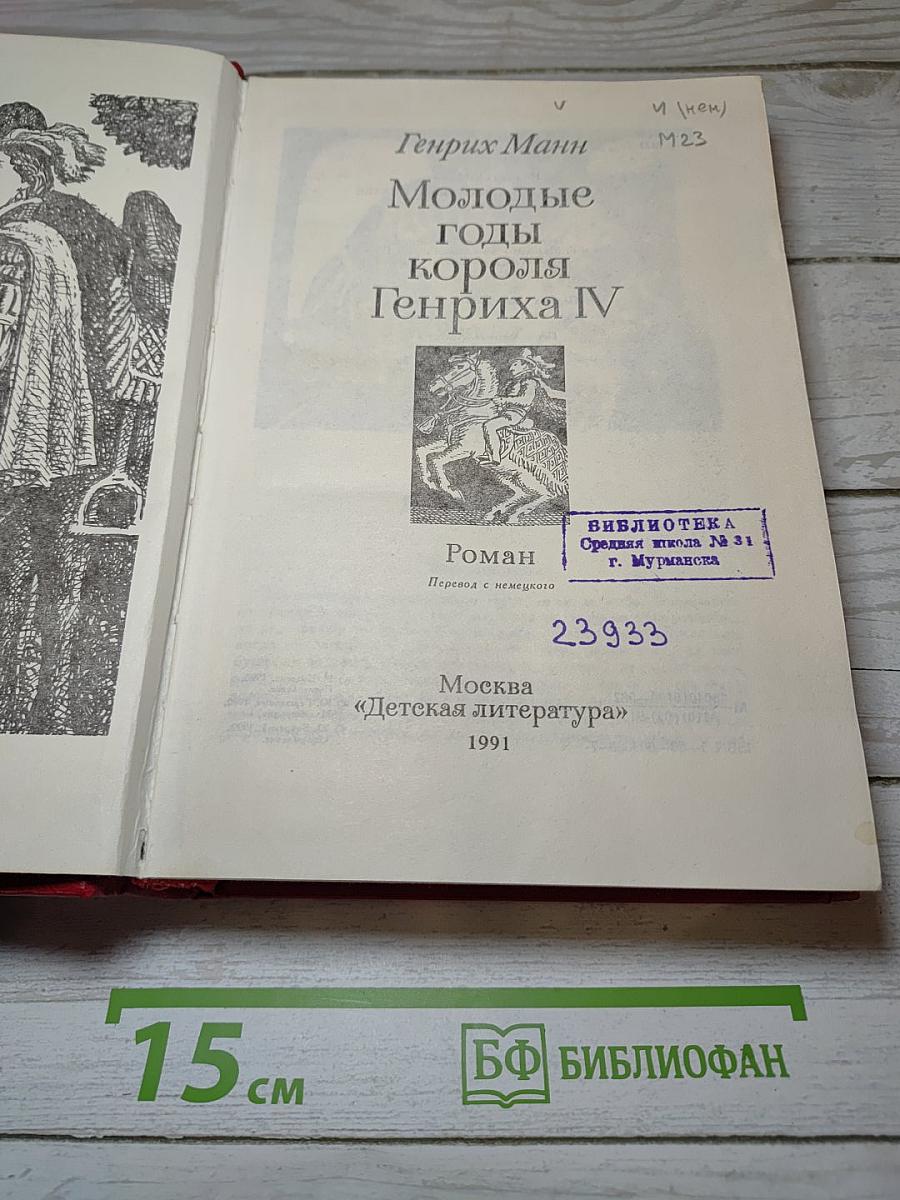 И (нем)
М23
Генрих Манн
Молодые
годы
короля
Генриха IV
Роман
Перевод с немецкого
БИБЛИОТЕКА
Средняя школа № 31
г. Мурманска
23933
Москва
«Детская литература»
1991
15 см
БФ БИБЛИОФАН